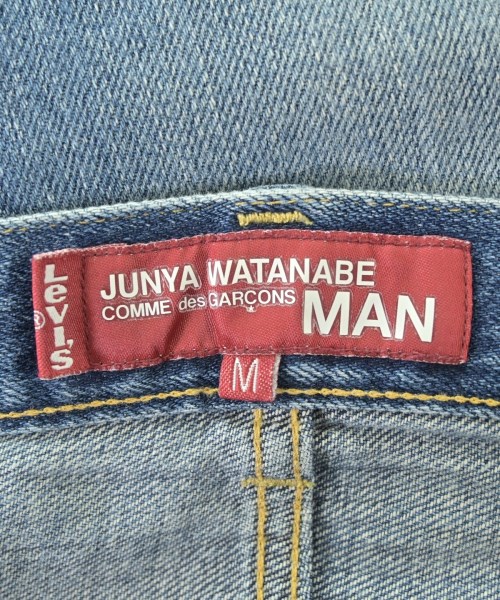 Levi's
®
JUNYA WATANABE
COMME des GARÇONS MAN
M